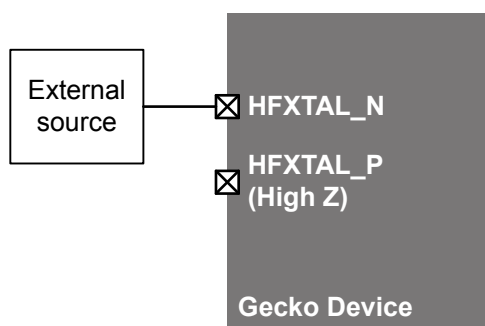 External
source
HFXTAL_N
HFXTAL_P
(High Z)
Gecko Device